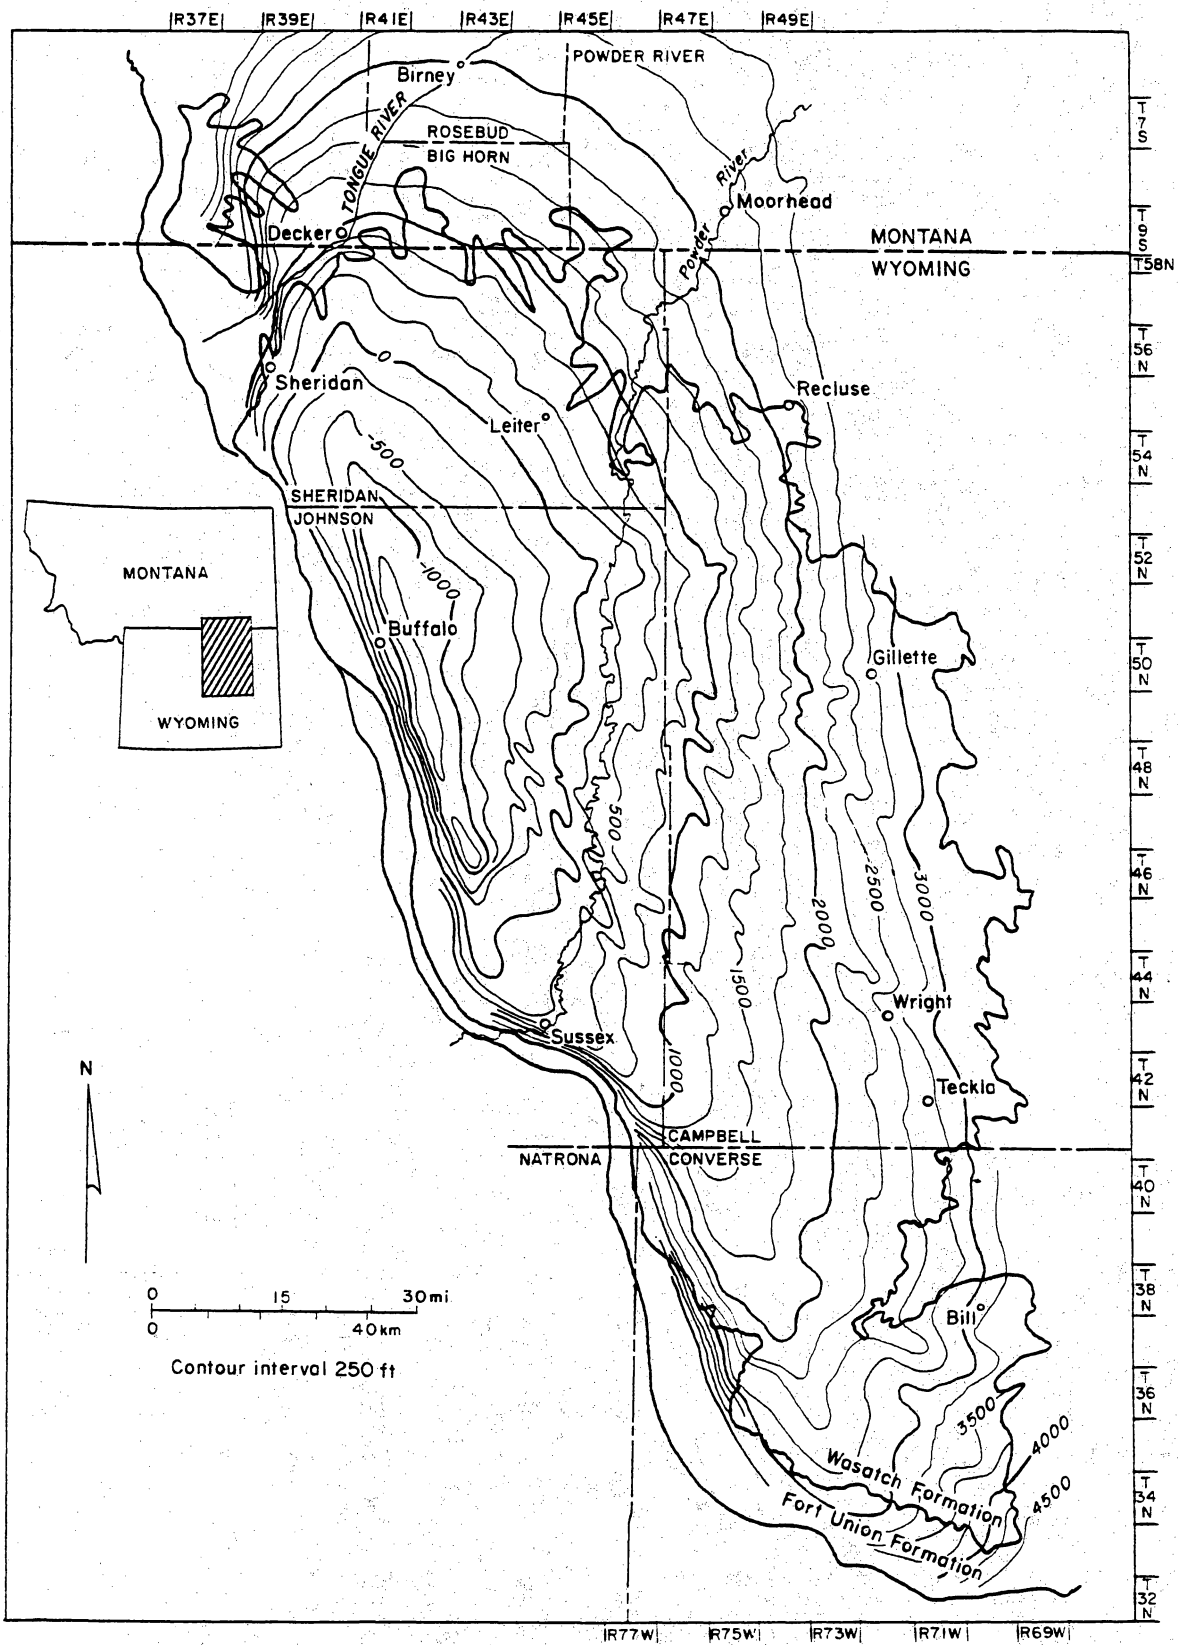 R37E
R39E
R41E
R43E
R45E
R47E
R49E
POWDER RIVER
Birney
TONGUE RIVER
ROSEBUD
BIG HORN
T
7
S
River
Moorhead
Decker
Powder
T
9
S
MONTANA
WYOMING
T58N
T
56
N
Sheridan
0
Recluse
Leiter
-500
T
54
N
SHERIDAN
JOHNSON
MONTANA
-1000
T
52
N
Buffalo
Gillette
T
50
N
WYOMING
T
48
N
500
2500
3000
T
46
N
2000
1500
T
44
N
Wright
Sussex
N
1000
T
42
N
Teckla
CAMPBELL
NATRONA
CONVERSE
T
40
N
0 15 30 mi
0 40 km
T
38
N
Bill
Contour interval 250 ft
T
36
N
3500
4000
Wasatch Formation
4500
T
34
N
Fort Union Formation
T
32
N
R77W
R75W
R73W
R71W
R69W